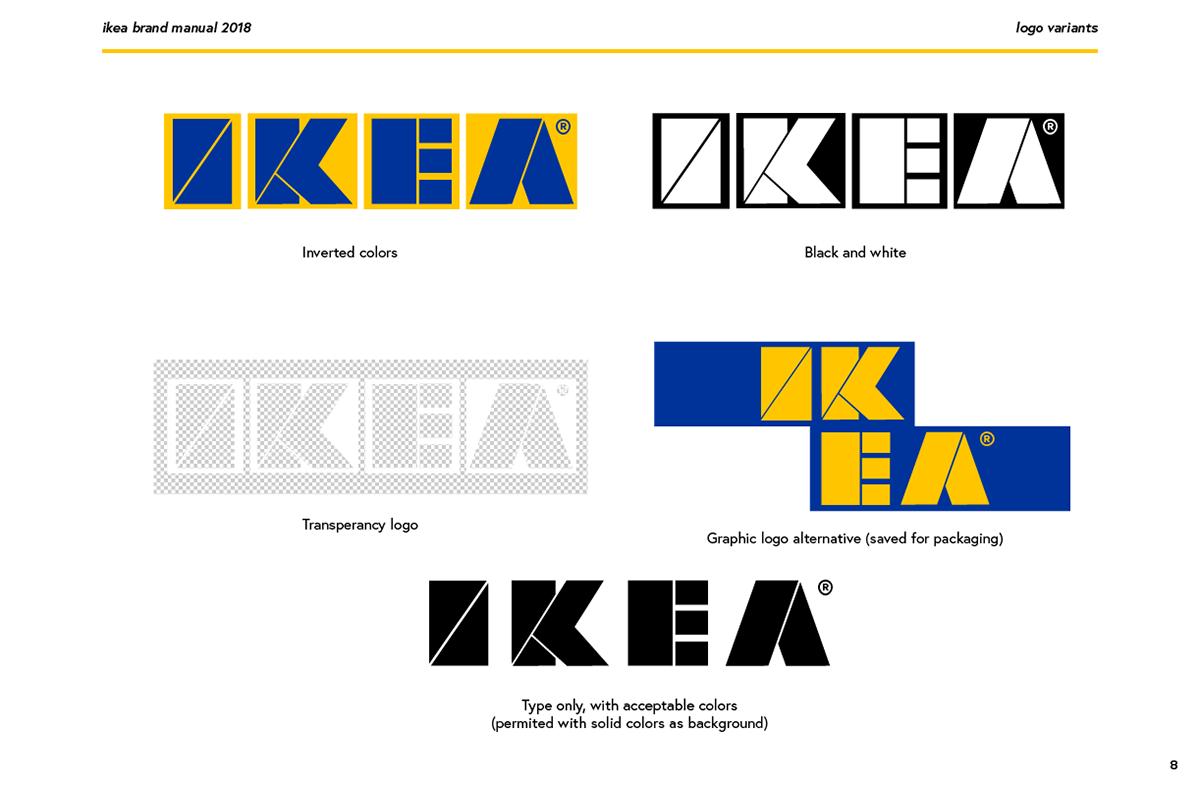 ikea brand manual 2018
logo variants
IKEA®
IKEA®
Inverted colors
Black and white
IKEA®
IK
EA®
Transperancy logo
Graphic logo alternative (saved for packaging)
IKEA®
Type only, with acceptable colors
(permited with solid colors as background)
8